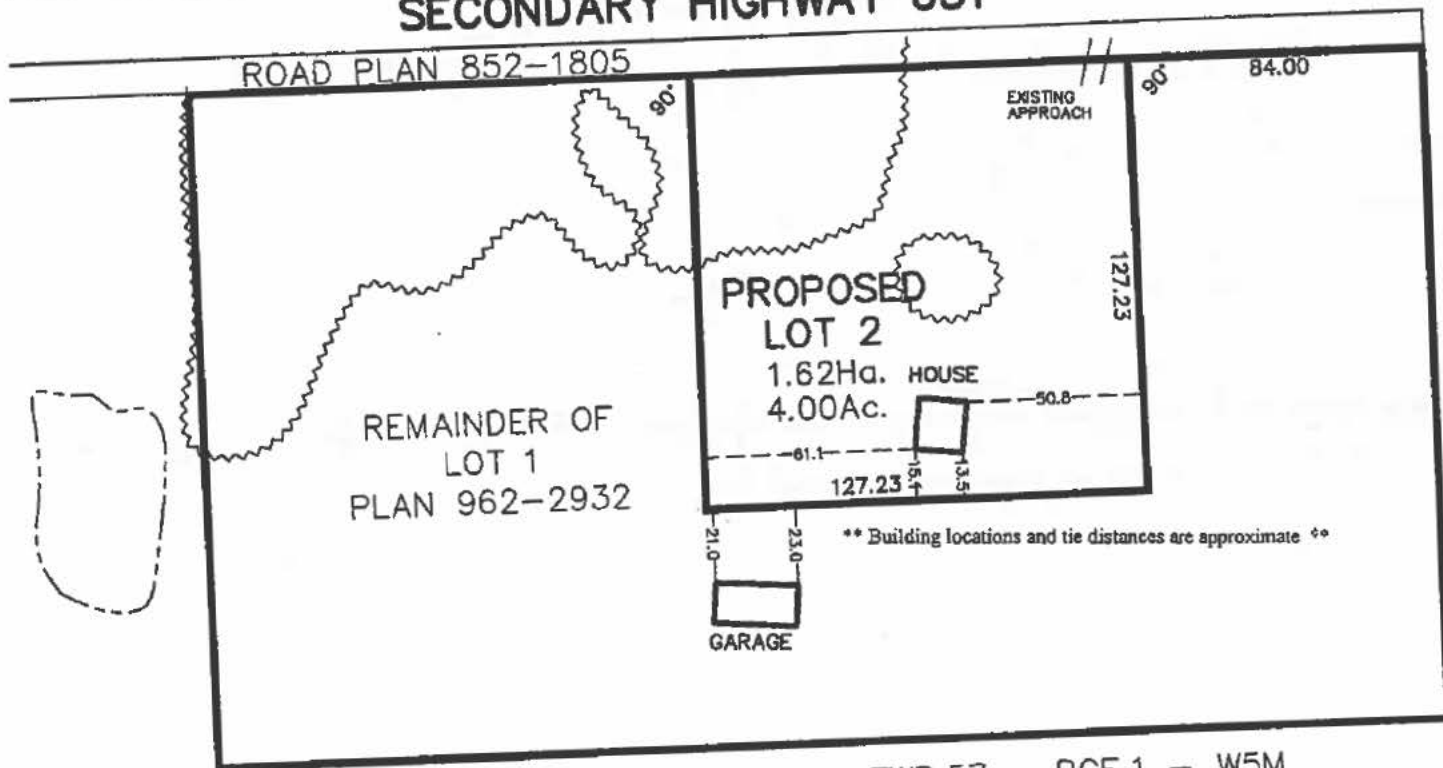 SECONDARY HIGHWAY
ROAD PLAN 852-1805
90°
EXISTING
APPROACH
90°
84.00
127.23
PROPOSED
LOT 2
1.62Ha.
4.00Ac.
HOUSE
50.8
61.1
15.1
13.5
127.23
REMAINDER OF
LOT 1
PLAN 962-2932
21.0
23.0
** Building locations and tie distances are approximate **
GARAGE
RGE.1 - W5M